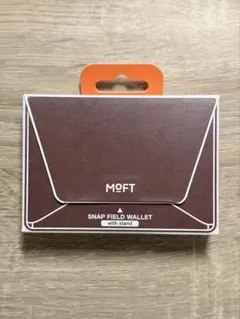 MOFT
SNAP FIELD WALLET
with stand